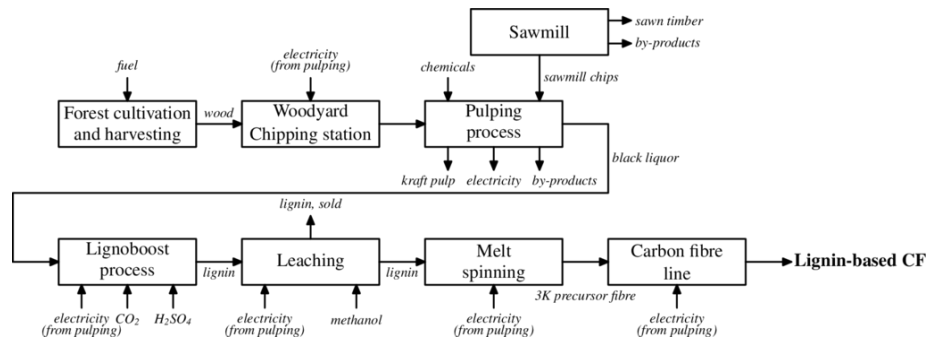 Sawmill
sawn timber
by-products
fuel
electricity
(from pulping)
chemicals
sawmill chips
Forest cultivation
and harvesting
wood
Woodyard
Chipping station
Pulping
process
black liquor
kraft pulp
electricity
by-products
lignin, sold
Lignoboost
process
lignin
Leaching
lignin
Melt
spinning
3K precursor fibre
Carbon fibre
line
Lignin-based CF
electricity
(from pulping)
CO2
H2SO4
electricity
(from pulping)
methanol
electricity
(from pulping)
electricity
(from pulping)